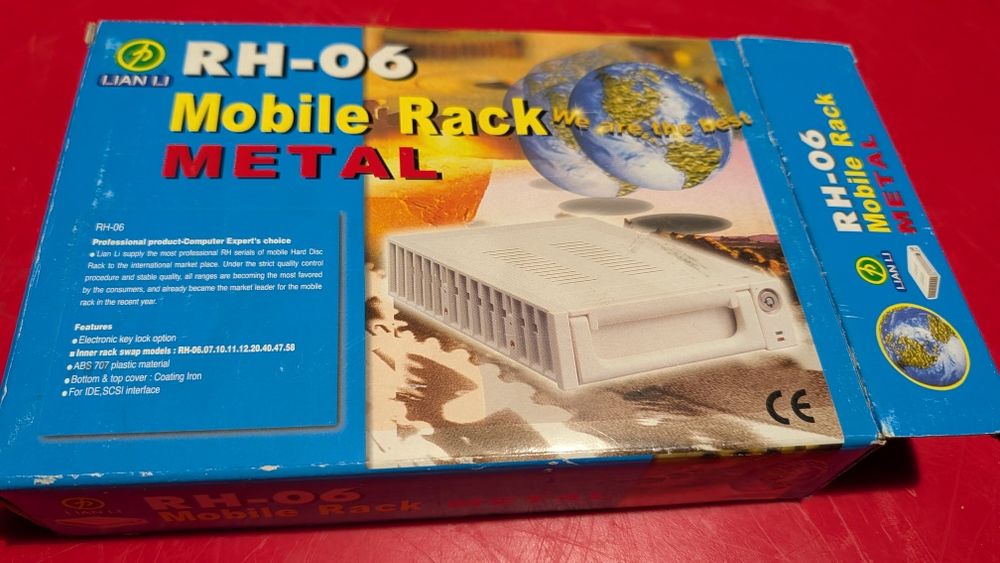 LIAN LI
RH-06
Mobile Rack
METAL
We are the best
RH-06
Professional product-Computer Expert's choice
● Lian Li supply the most professional RH serials of mobile Hard Disc
Rack to the international market place. Under the strict quality control
procedure and stable quality, all ranges are becoming the most favored
by the consumers, and already became the market leader for the mobile
rack in the recent year.
Features
● Electronic key lock option
● Inner rack swap models : RH-06.07.10.11.12.20.40.47.58
● ABS 707 plastic material
● Bottom & top cover : Coating Iron
● For IDE,SCSI interface
CE
LIAN LI
RH-06
Mobile Rack
METAL
LIAN LI
RH-06
Mobile Rack METAL